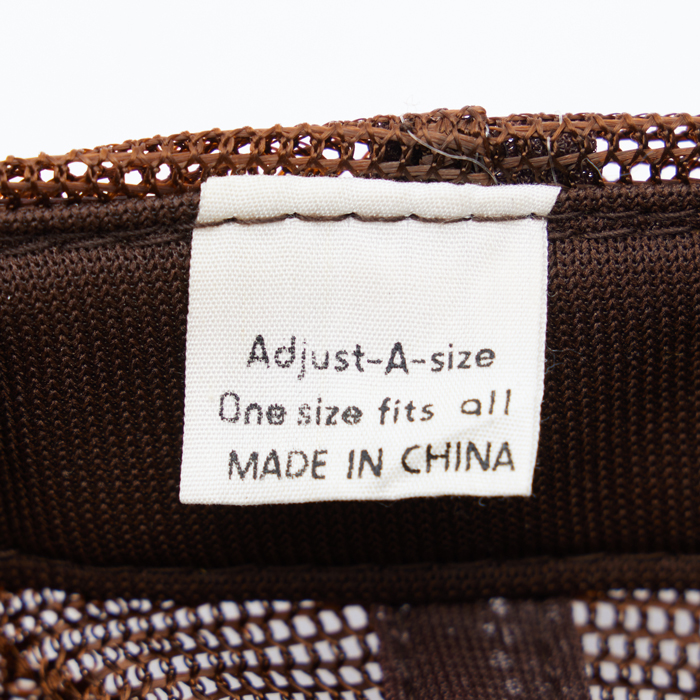 Adjust-A-size
One size fits all
MADE IN CHINA